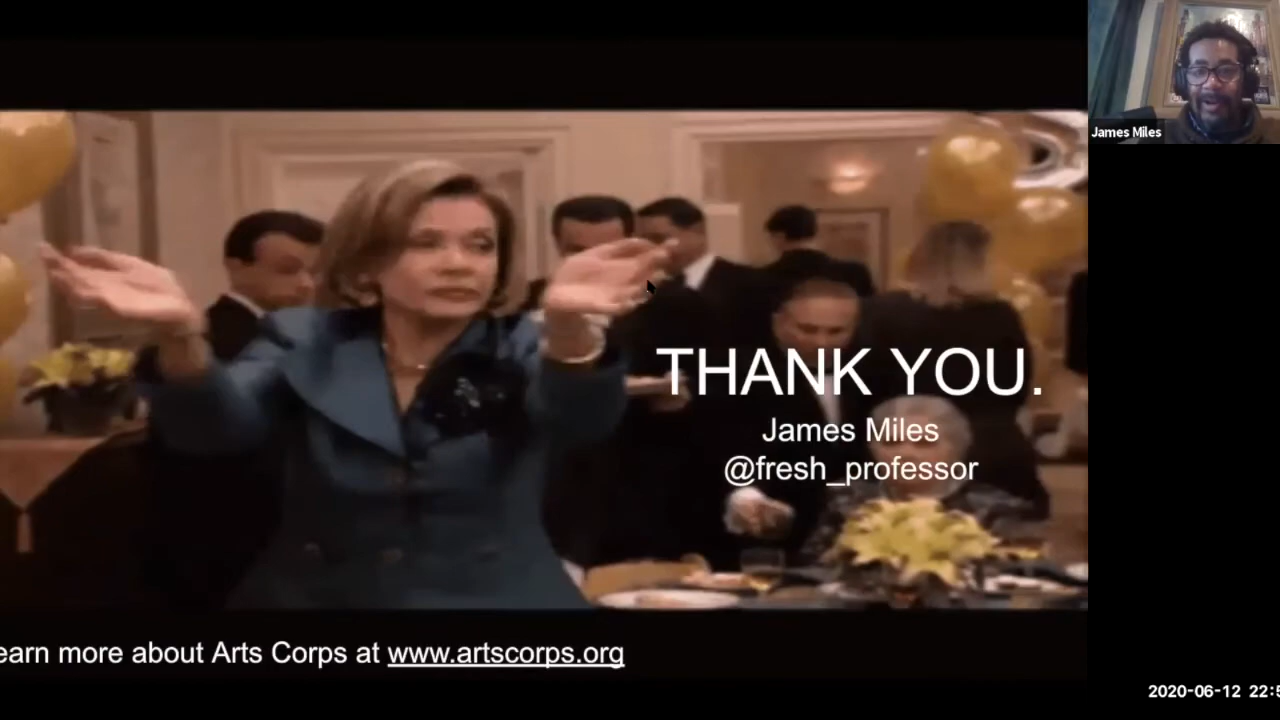 James Miles
THANK YOU.
James Miles
@fresh_professor
earn more about Arts Corps at www.artscorps.org
2020-06-12 22:5